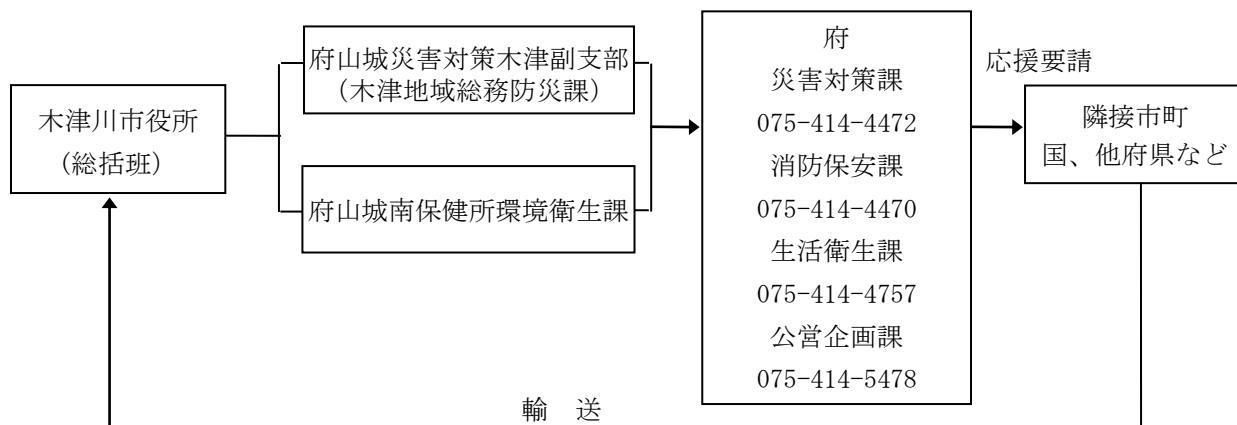 木津川市役所
(総括班)
府山城災害対策木津副支部
(木津地域総務防災課)
府山城南保健所環境衛生課
府
災害対策課
075-414-4472
消防保安課
075-414-4470
生活衛生課
075-414-4757
公営企画課
075-414-5478
応援要請
隣接市町
国、他府県など
輸 送